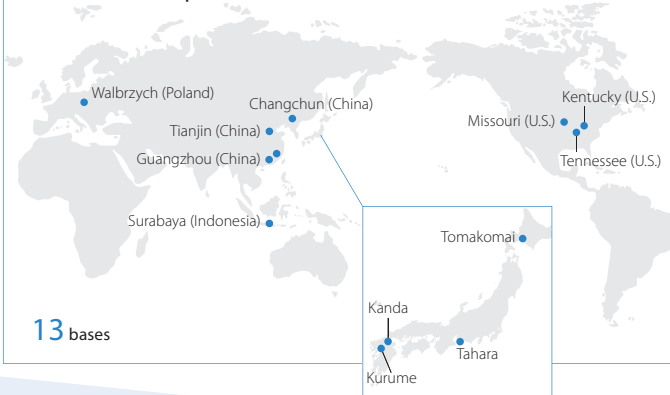 Walbrzych (Poland)
Changchun (China)
Kentucky (U.S.)
Missouri (U.S.)
Tianjin (China)
Guangzhou (China)
Tennessee (U.S.)
Surabaya (Indonesia)
Tomakomai
Kanda
13 bases
Tahara
Kurume